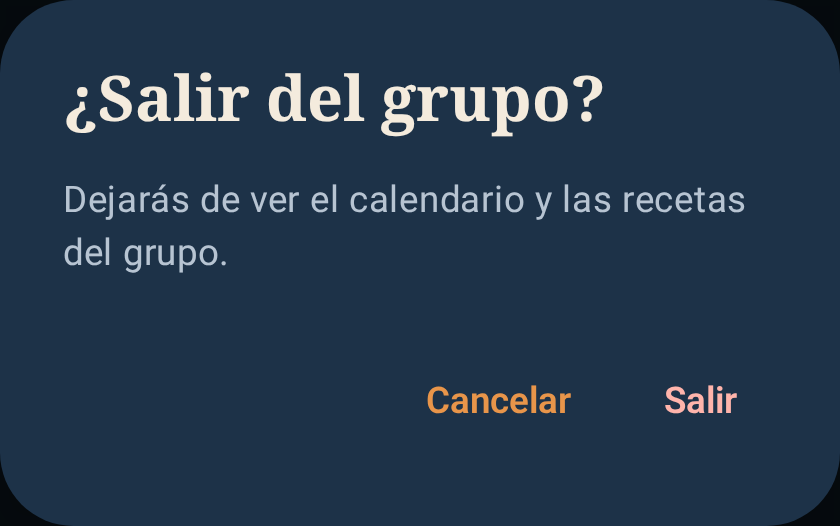 ¿Salir del grupo?
Dejarás de ver el calendario y las recetas
del grupo.
Cancelar Salir